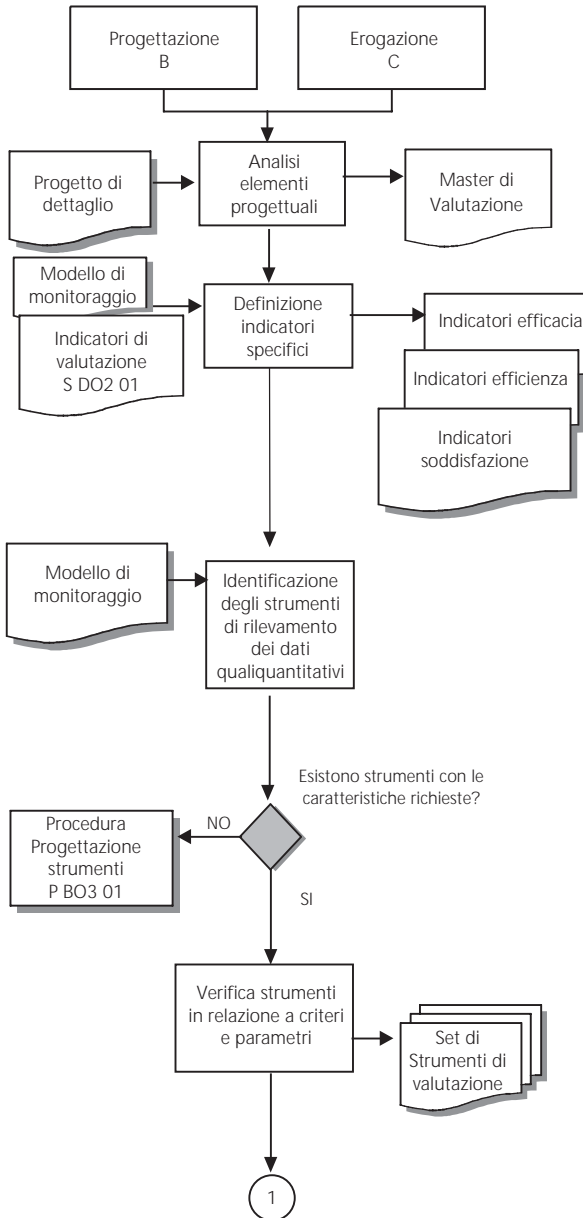 Progettazione
B
Erogazione
C
Progetto di
dettaglio
Analisi
elementi
progettuali
Master di
Valutazione
Modello di
monitoraggio
Indicatori di
valutazione
S DO2 01
Definizione
indicatori
specifici
Indicatori efficacia
Indicatori efficienza
Indicatori
soddisfazione
Modello di
monitoraggio
Identificazione
degli strumenti
di rilevamento
dei dati
qualiquantitativi
Esistono strumenti con le
caratteristiche richieste?
NO
Procedura
Progettazione
strumenti
P BO3 01
SI
Verifica strumenti
in relazione a criteri
e parametri
Set di
Strumenti di
valutazione
1